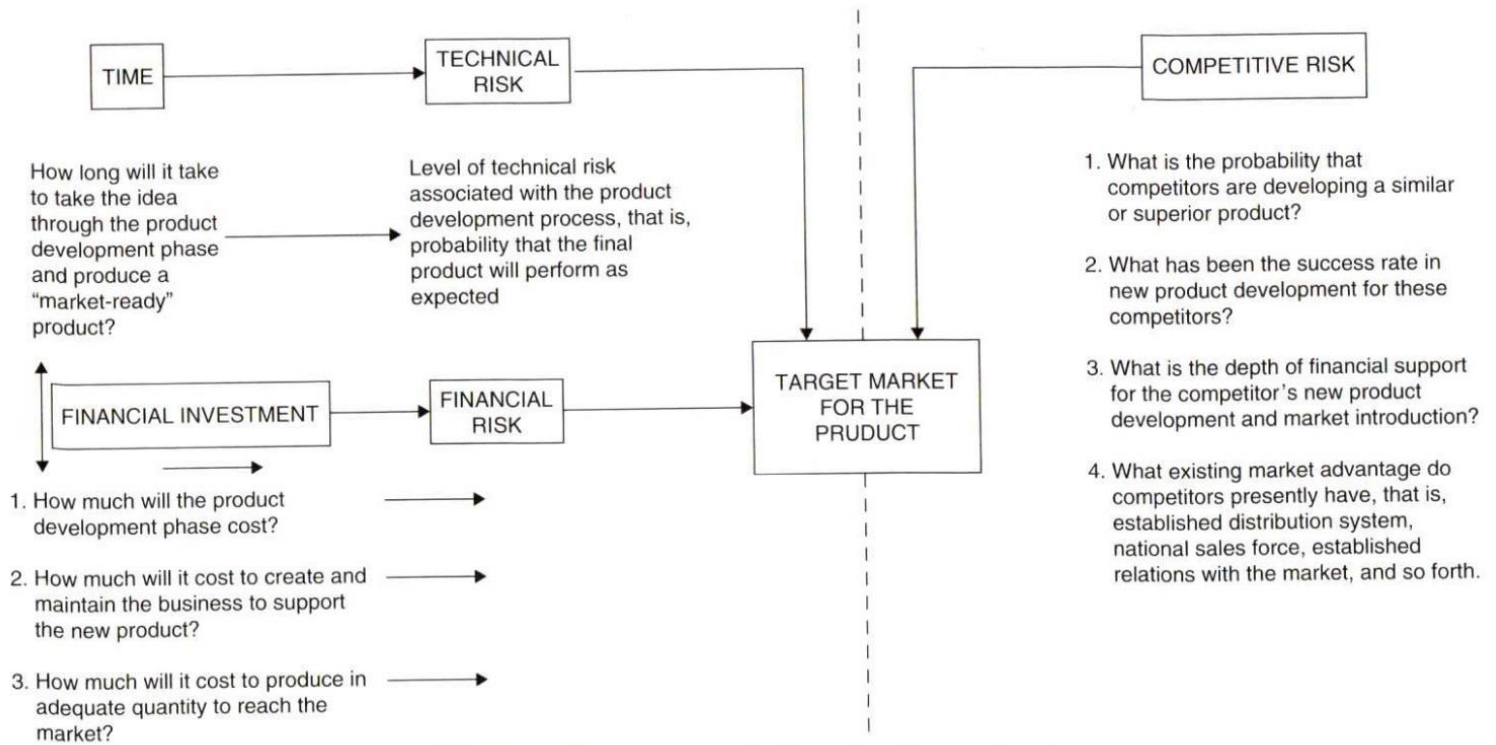 TIME
TECHNICAL
RISK
COMPETITIVE RISK
How long will it take
to take the idea
through the product
development phase
and produce a
“market-ready”
product?
Level of technical risk
associated with the product
development process, that is,
probability that the final
product will perform as
expected
1. What is the probability that
competitors are developing a similar
or superior product?
2. What has been the success rate in
new product development for these
competitors?
3. What is the depth of financial support
for the competitor’s new product
development and market introduction?
4. What existing market advantage do
competitors presently have, that is,
established distribution system,
national sales force, established
relations with the market, and so forth.
FINANCIAL INVESTMENT
FINANCIAL
RISK
TARGET MARKET
FOR THE
PRUDUCT
1. How much will the product
development phase cost?
2. How much will it cost to create and
maintain the business to support
the new product?
3. How much will it cost to produce in
adequate quantity to reach the
market?